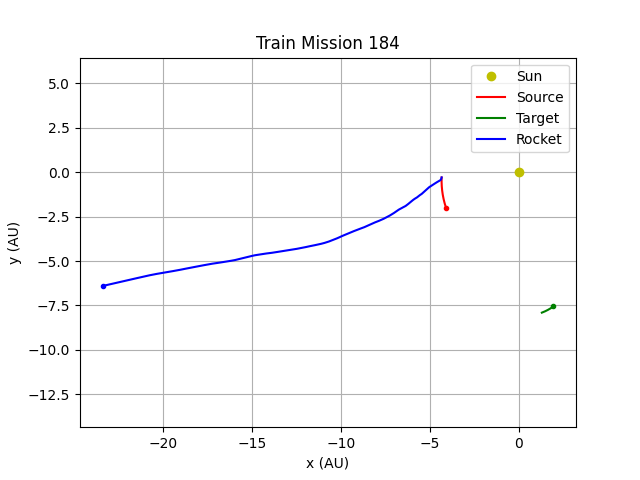 Train Mission 184
Sun
Source
Target
Rocket
5.0
2.5
0.0
−2.5
−5.0
−7.5
−10.0
−12.5
y (AU)
−20
−15
−10
−5
0
x (AU)